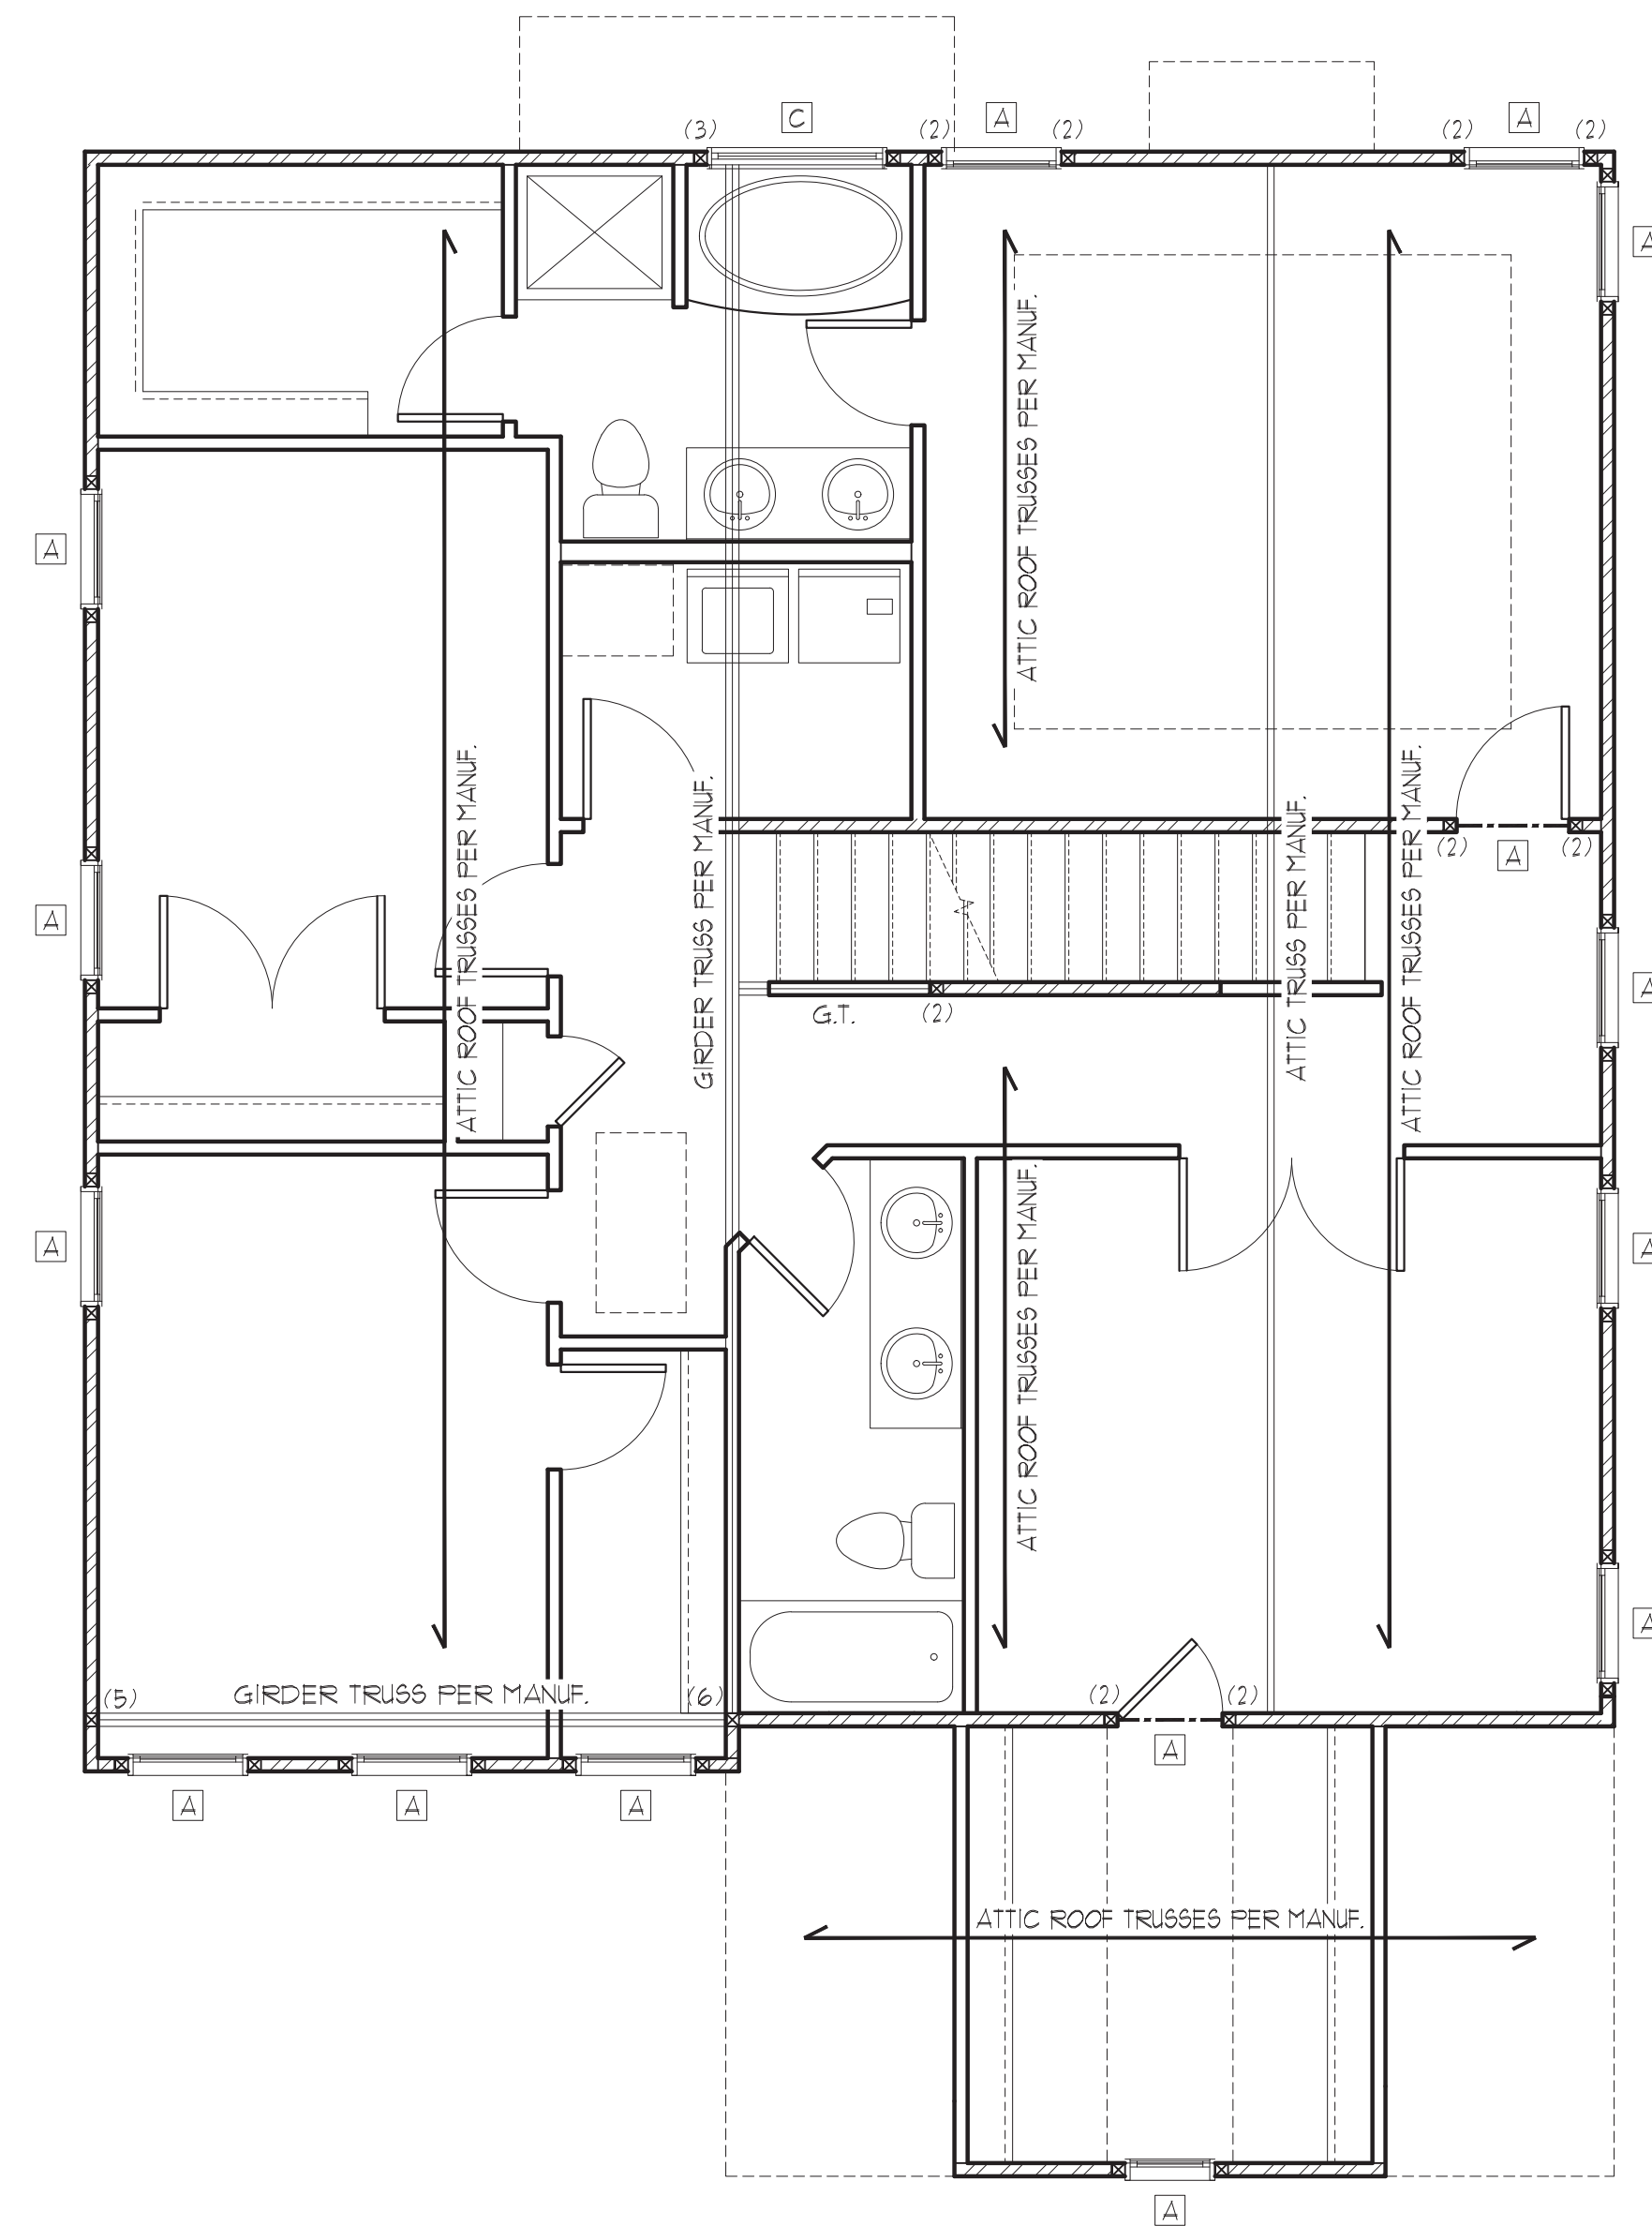 C
A
A
(3)
(2)
(2)
(2)
(2)
A
ATTIC ROOF TRUSSES PER MANUF.
A
ATTIC ROOF TRUSSES PER MANUF.
GIRDER TRUSS PER MANUF.
ATTIC TRUSS PER MANUF.
ATTIC ROOF TRUSSES PER MANUF.
(2)
A
(2)
A
A
G.T.
(2)
ATTIC ROOF TRUSSES PER MANUF.
A
A
A
(5)
GIRDER TRUSS PER MANUF.
(6)
(2)
(2)
A
A
A
A
ATTIC ROOF TRUSSES PER MANUF.
A